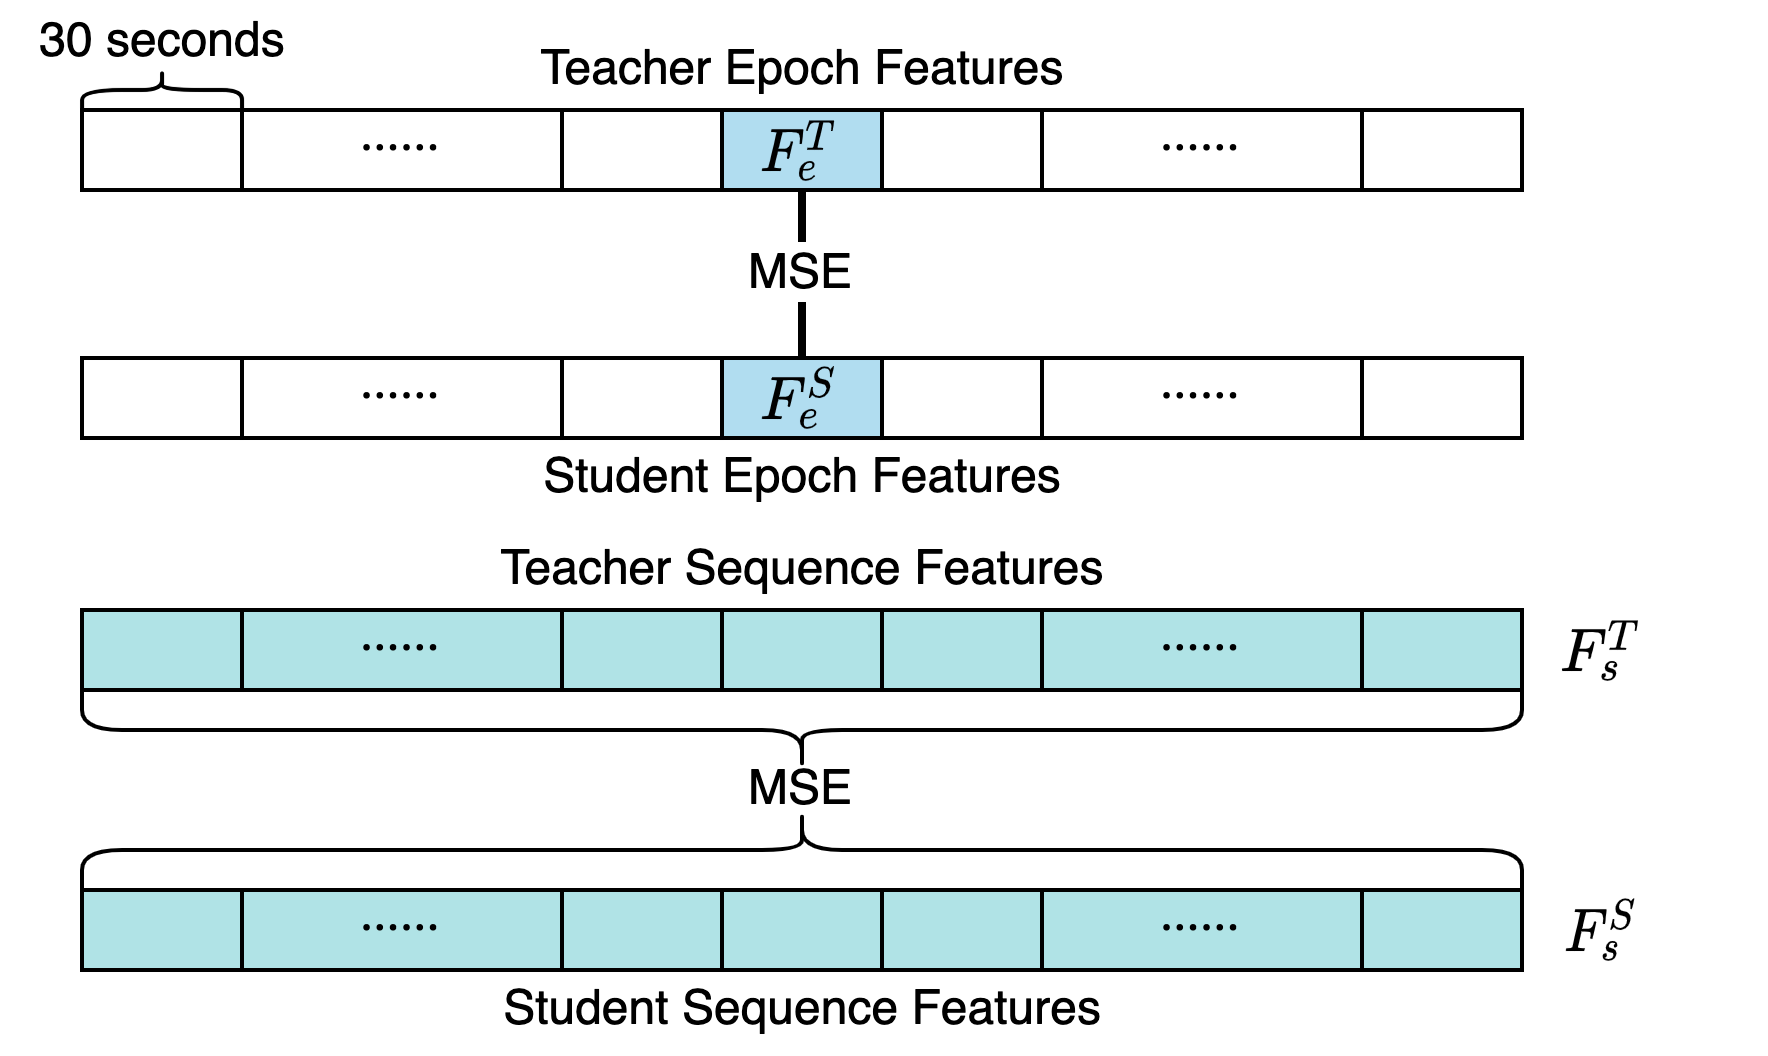 30 seconds
Teacher Epoch Features
...... $F_e^T$ ......
MSE
...... $F_e^S$ ......
Student Epoch Features
Teacher Sequence Features
...... ...... $F_s^T$
MSE
...... ...... $F_s^S$
Student Sequence Features